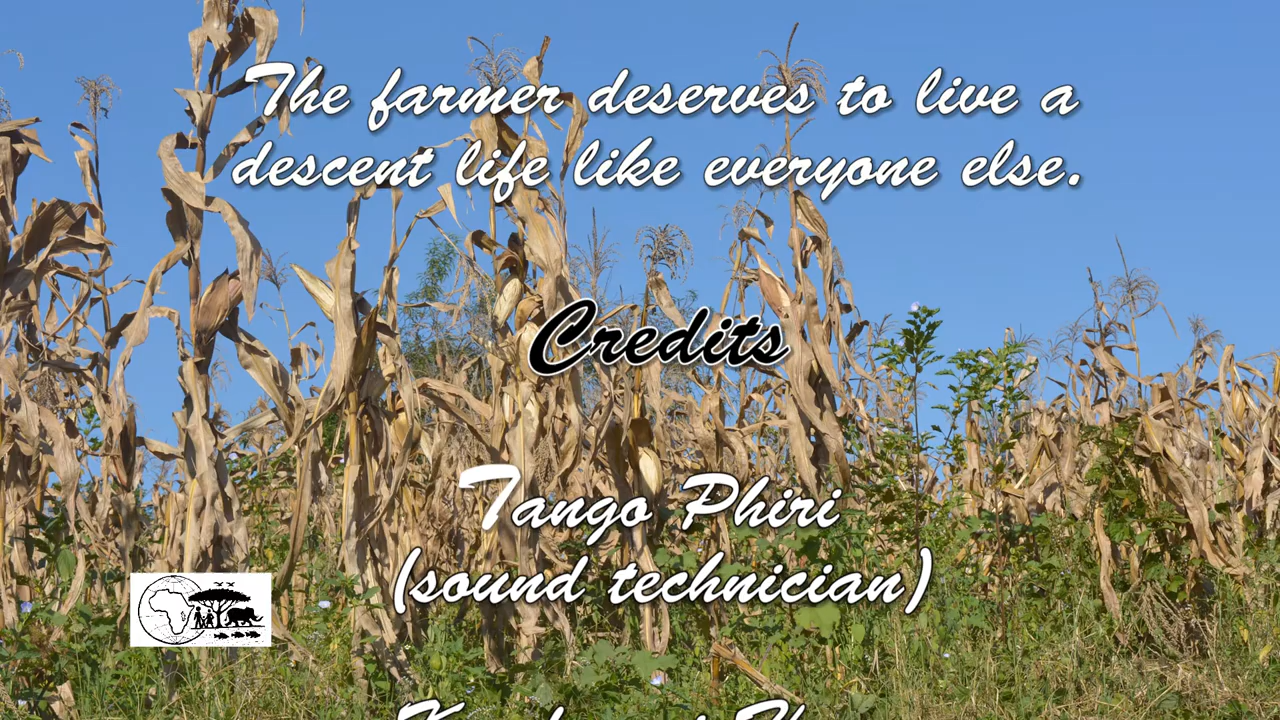 The farmer deserves to live a
descent life like everyone else.
Credits
Tango Phiri
(sound technician)